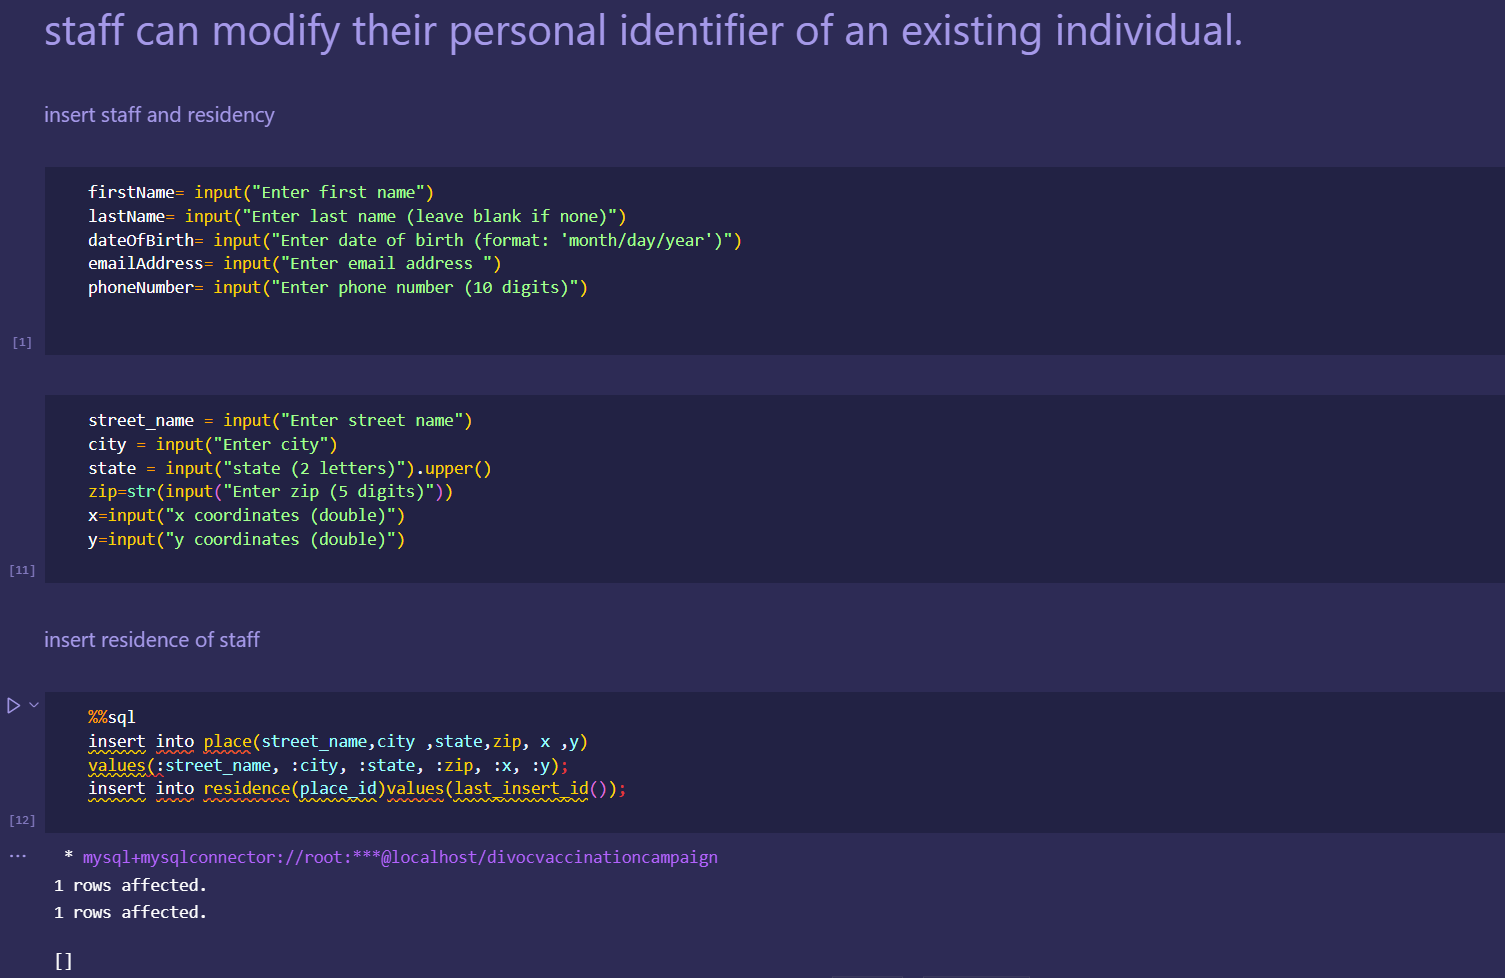 staff can modify their personal identifier of an existing individual.
insert staff and residency
firstName= input("Enter first name")
lastName= input("Enter last name (leave blank if none)")
dateOfBirth= input("Enter date of birth (format: 'month/day/year')")
emailAddress= input("Enter email address ")
phoneNumber= input("Enter phone number (10 digits)")
[1]
street_name = input("Enter street name")
city = input("Enter city")
state = input("state (2 letters)").upper()
zip=str(input("Enter zip (5 digits)"))
x=input("x coordinates (double)")
y=input("y coordinates (double)")
[11]
insert residence of staff
%%sql
insert into place(street_name,city ,state,zip, x ,y)
values(:street_name, :city, :state, :zip, :x, :y);
insert into residence(place_id)values(last_insert_id());
[12]
* mysql+mysqlconnector://root:***@localhost/divocvaccinationcampaign
1 rows affected.
1 rows affected.
[]